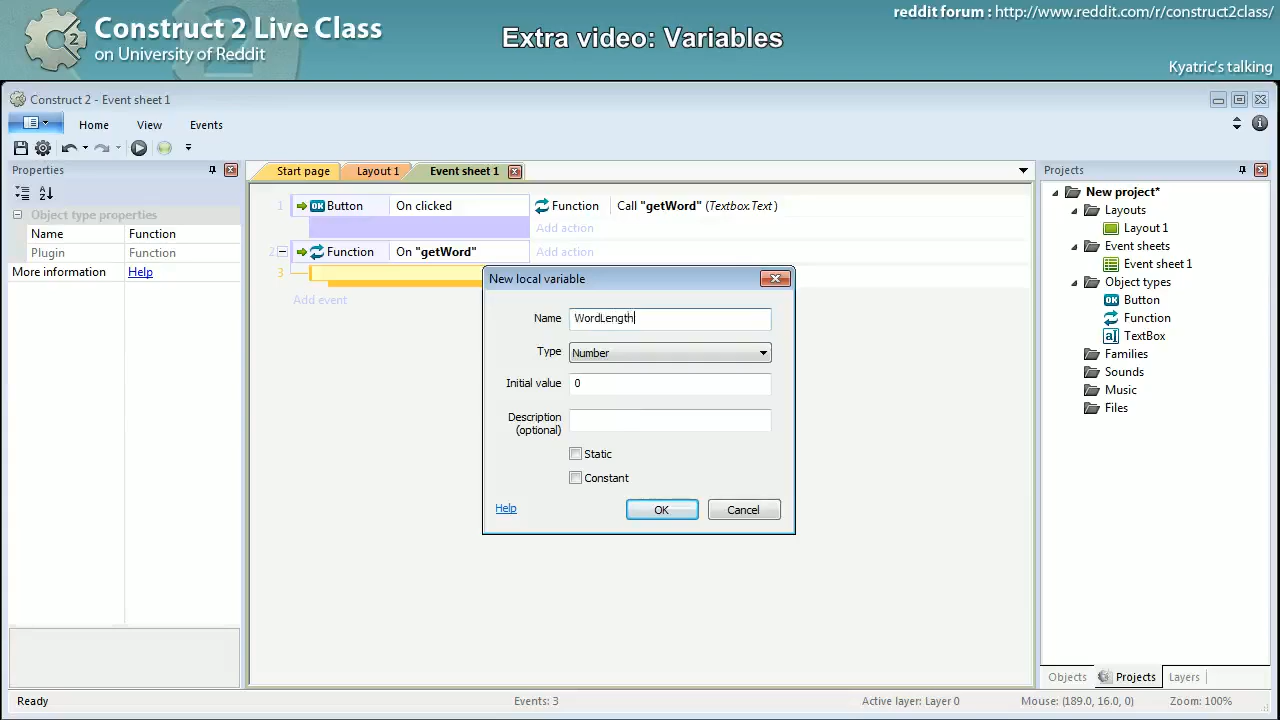 Construct 2 Live Class
on University of Reddit
Extra video: Variables
reddit forum : http://www.reddit.com/r/construct2class/
Kyatric's talking
Construct 2 - Event sheet 1
Home View Events
Properties
Object type properties
Name Function
Plugin Function
More information Help
Start page Layout 1 Event sheet 1
1 Button On clicked Function Call "getWord" (Textbox.Text)
Add action
2 Function On "getWord" Add action
3
Add event
New local variable
Name WordLength
Type Number
Initial value 0
Description
(optional)
Static
Constant
Help OK Cancel
Projects
New project*
Layouts
Layout 1
Event sheets
Event sheet 1
Object types
Button
Function
TextBox
Families
Sounds
Music
Files
Objects Projects Layers
Ready Events: 3 Active layer: Layer 0 Mouse: (189.0, 16.0, 0) Zoom: 100%